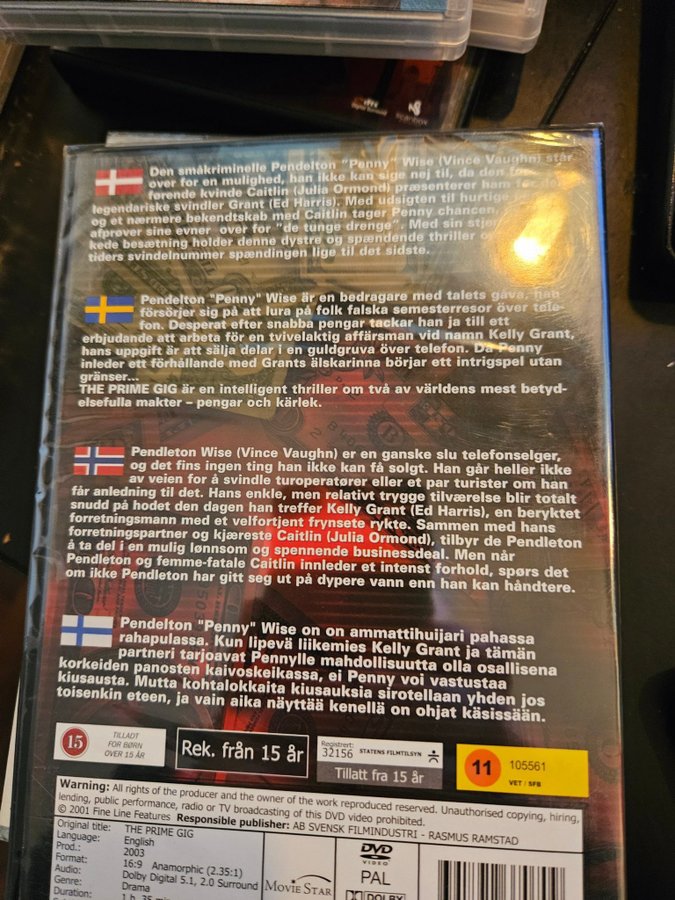 Den småkriminelle Pendelton "Penny" Wise (Vince Vaughn) står
over for en mulighed, han ikke kan sige nej til, da den for-
førende kvinde Caitlin (Julia Ormond) præsenterer ham for den
legendariske svindler Grant (Ed Harris). Med udsigten til hurtige
og et nærmere bekendtskab med Caitlin tager Penny chancen,
afprøver sine evner over for "de tunge drenge". Med sin
kede besætning holder denne dystre og spændende thriller
tiders svindelnummer spændingen lige til det sidste.
Pendelton "Penny" Wise är en bedragare med talets gåva, han
försörjer sig på att lura på folk falska semesterresor över tele-
fon. Desperat efter snabba pengar tackar han ja till ett
erbjudande att arbeta för en tvivelaktig affärsman vid namn Kelly Grant,
hans uppgift är att sälja delar i en guldgruva över telefon. Då Penny
inleder ett förhållande med Grants älskarinna börjar ett intrigspel utan
gränser...
THE PRIME GIG är en intelligent thriller om två av världens mest betyd-
elsefulla makter – pengar och kärlek.
Pendleton Wise (Vince Vaughn) er en ganske slu telefonselger,
og det fins ingen ting han ikke kan få solgt. Han går heller ikke
av veien for å svindle turoperatører eller et par turister om han
får anledning til det. Hans enkle, men relativt trygge tilværelse blir totalt
snudd på hodet den dagen han treffer Kelly Grant (Ed Harris), en beryktet
forretningsmann med et velfortjent frynsete rykte. Sammen med hans
forretningspartner og kjæreste Caitlin (Julia Ormond), tilbyr de Pendleton
å ta del i en mulig lønnsom og spennende businessdeal. Men når
Pendleton og femme-fatale Caitlin innleder et intenst forhold, spørs det
om ikke Pendleton har gitt seg ut på dypere vann enn han kan håndtere.
Pendelton "Penny" Wise on on ammattihuijari pahassa
rahapulassa. Kun lipevä liikemies Kelly Grant ja tämän
partneri tarjoavat Pennylle mahdollisuutta olla osallisena
korkeiden panosten kaivoskeikassa, ei Penny voi vastustaa
kiusausta. Mutta kohtalokkaita kiusauksia sirotellaan yhden jos
toisenkin eteen, ja vain aika näyttää kenellä on ohjat käsissään.
15 TILLADT FOR BØRN OVER 15 ÅR
Rek. från 15 år
Registrert: 32156 STATENS FILMTILSYN
Tillatt fra 15 år
11 105561 VET / SFB
Warning: All rights of the producer and the owner of the work reproduced reserved. Unauthorised copying, hiring,
lending, public performance, radio or TV broadcasting of this DVD video prohibited.
© 2001 Fine Line Features Responsible publisher: AB SVENSK FILMINDUSTRI - RASMUS RAMSTAD
Original title: THE PRIME GIG
Language: English
Prod.: 2003
Format: 16:9 Anamorphic (2.35:1)
Audio: Dolby Digital 5.1, 2.0 Surround
Genre: Drama
Duration: 1 h. 35
MOVIE STAR
DVD VIDEO
PAL
DOLBY